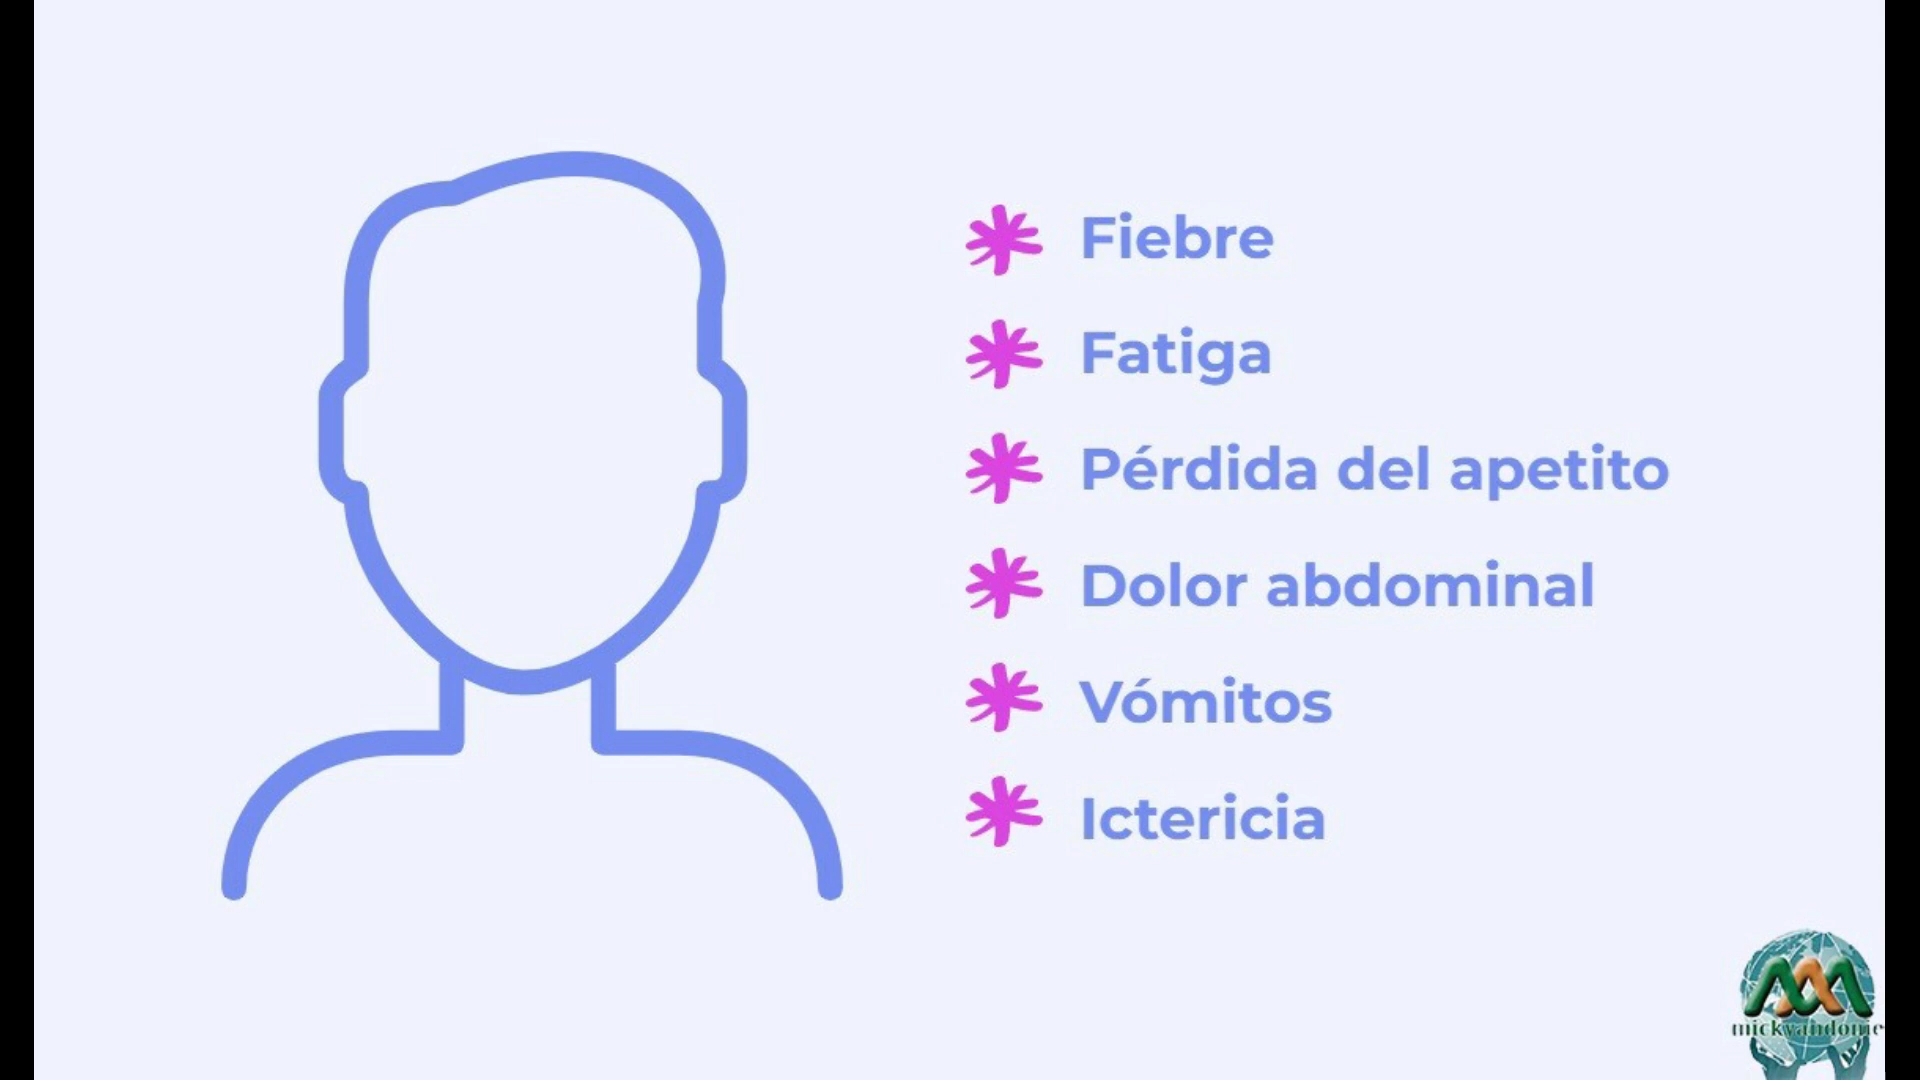 Fiebre
Fatiga
Pérdida del apetito
Dolor abdominal
Vómitos
Ictericia